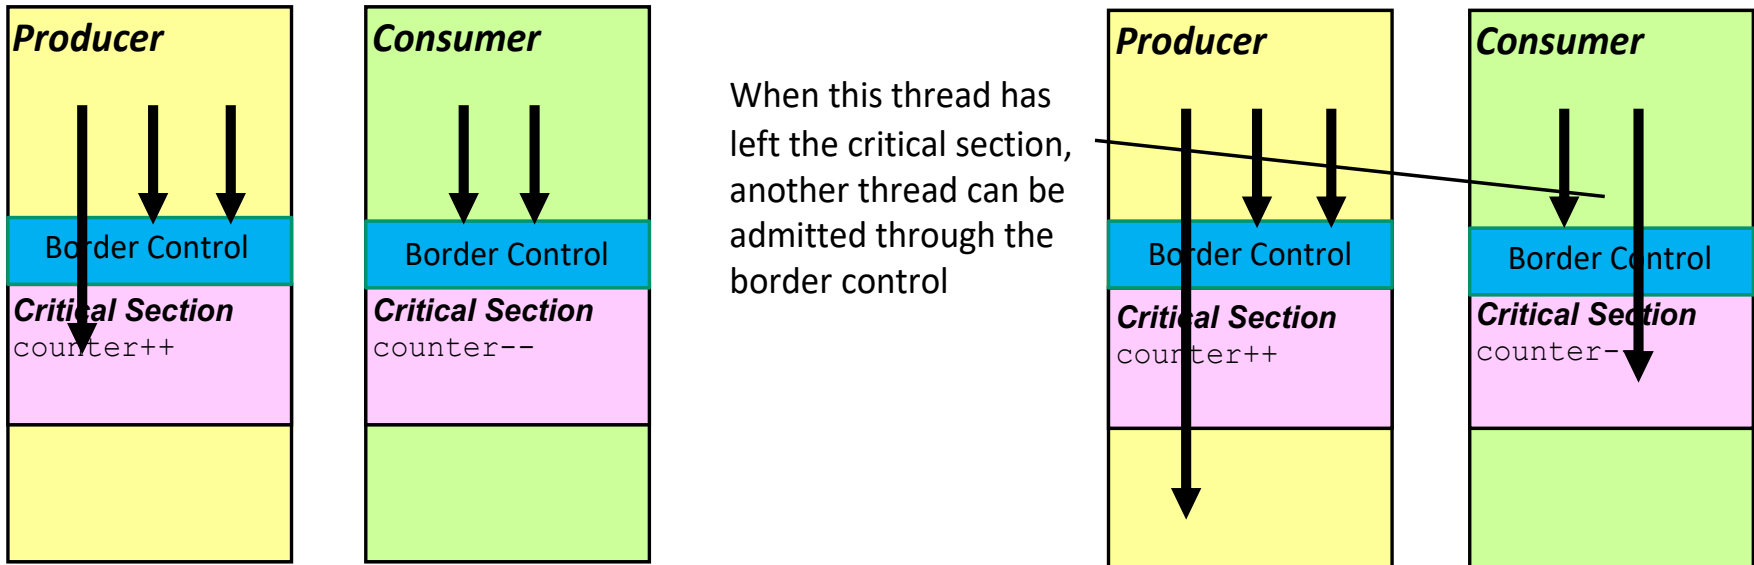 Producer
Border Control
Critical Section
counter++
Consumer
Border Control
Critical Section
counter--
When this thread has
left the critical section,
another thread can be
admitted through the
border control
Producer
Border Control
Critical Section
counter++
Consumer
Border Control
Critical Section
counter-